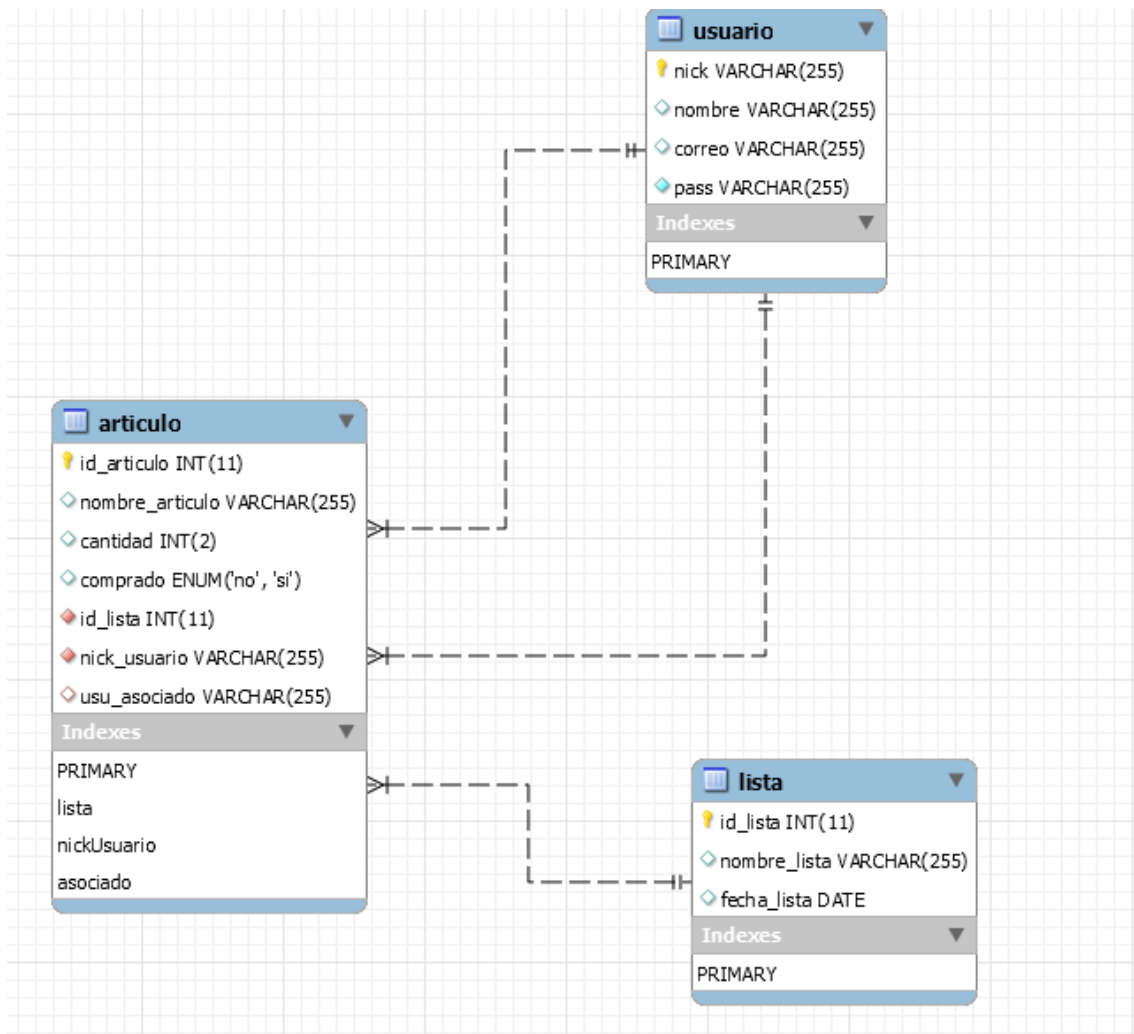 usuario
nick VARCHAR(255)
nombre VARCHAR(255)
correo VARCHAR(255)
pass VARCHAR(255)
Indexes
PRIMARY
articulo
id_articulo INT(11)
nombre_articulo VARCHAR(255)
cantidad INT(2)
comprado ENUM('no', 'si')
id_lista INT(11)
nick_usuario VARCHAR(255)
usu_asociado VARCHAR(255)
Indexes
PRIMARY
lista
nickUsuario
asociado
lista
id_lista INT(11)
nombre_lista VARCHAR(255)
fecha_lista DATE
Indexes
PRIMARY